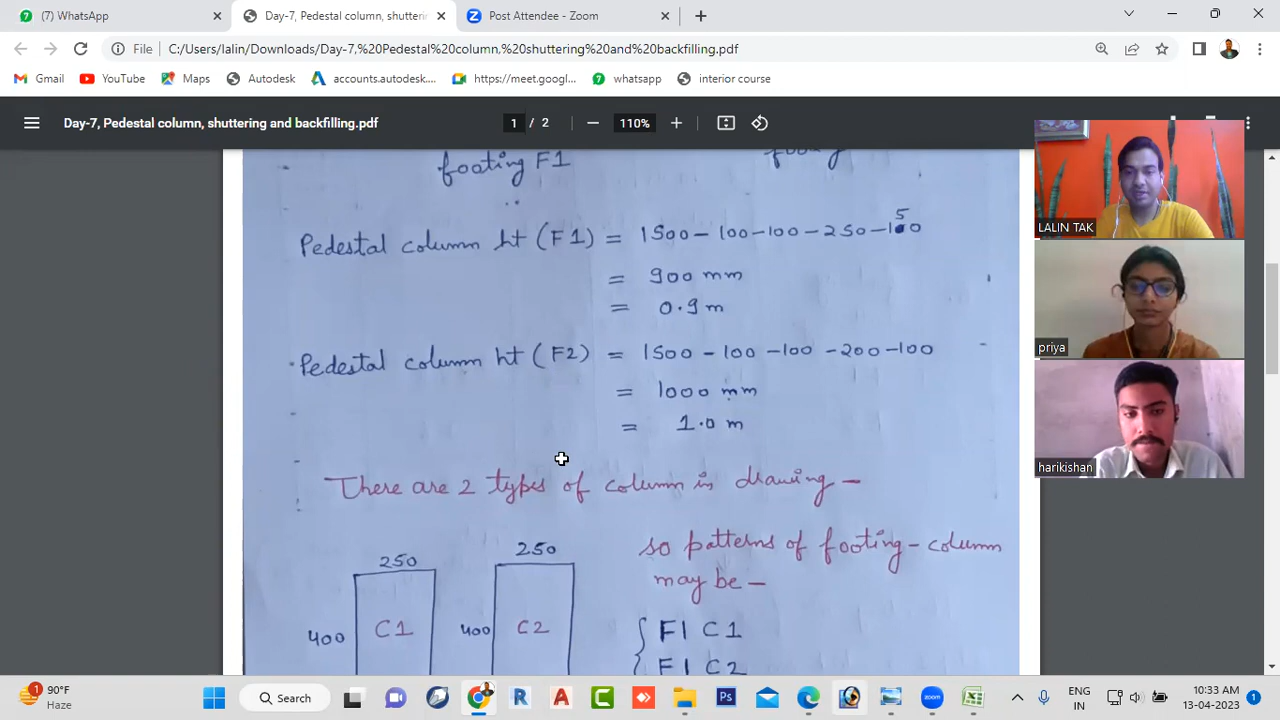 (7) WhatsApp
Day-7, Pedestal column, shutterin
Post Attendee - Zoom
File
C:/Users/lalin/Downloads/Day-7,%20Pedestal%20column,%20shuttering%20and%20backfilling.pdf
Gmail
YouTube
Maps
Autodesk
accounts.autodesk....
https://meet.googl...
whatsapp
interior course
Day-7, Pedestal column, shuttering and backfilling.pdf
1 / 2
110%
footing F1
Pedestal column ht (F1) = 1500 - 100 - 100 - 250 - 150
= 900 mm
= 0.9 m
Pedestal column ht (F2) = 1500 - 100 - 100 - 200 - 100
= 1000 mm
= 1.0 m
There are 2 types of column in drawing -
so patterns of footing - column
may be -
250
400
C1
250
400
C2
F1 C1
F1 C2
LALIN TAK
priya
harikishan
1
90°F
Haze
Search
ENG
IN
10:33 AM
13-04-2023
1